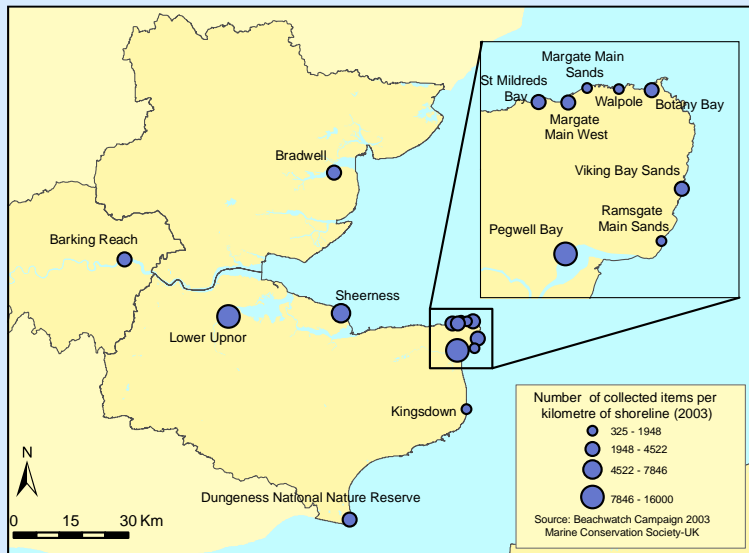 Margate Main
Sands
St Mildreds
Bay
Walpole
Botany Bay
Margate
Main West
Viking Bay Sands
Ramsgate
Main Sands
Pegwell Bay
Bradwell
Barking Reach
Sheerness
Lower Upnor
Kingsdown
Dungeness National Nature Reserve
N
0 15 30 Km
Number of collected items per
kilometre of shoreline (2003)
325 - 1948
1948 - 4522
4522 - 7846
7846 - 16000
Source: Beachwatch Campaign 2003
Marine Conservation Society-UK